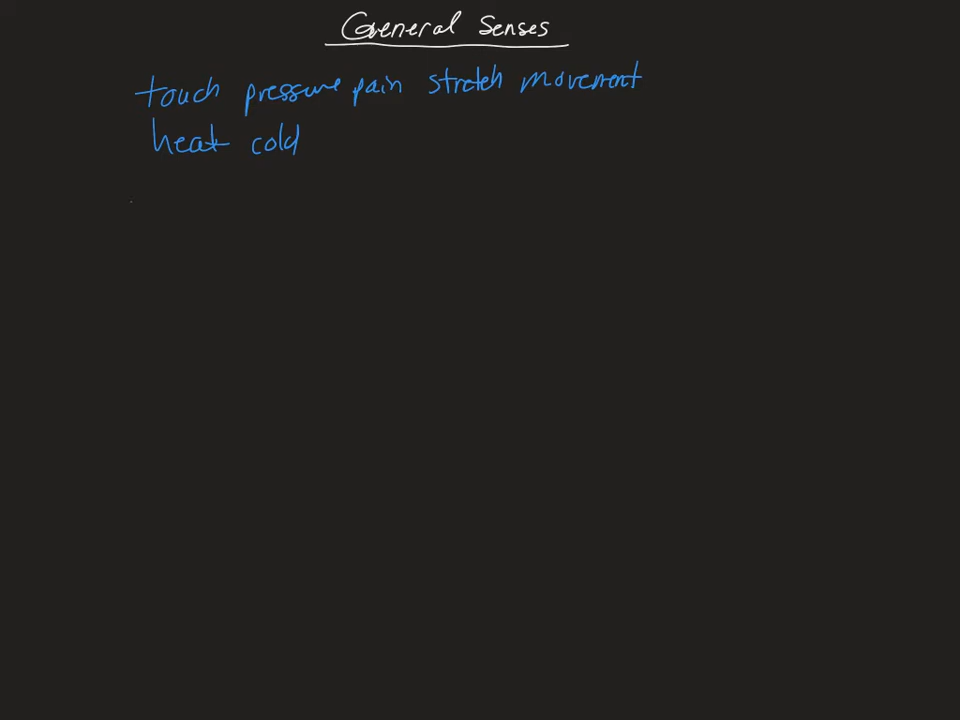 General Senses
touch pressure pain stretch movement
heat cold